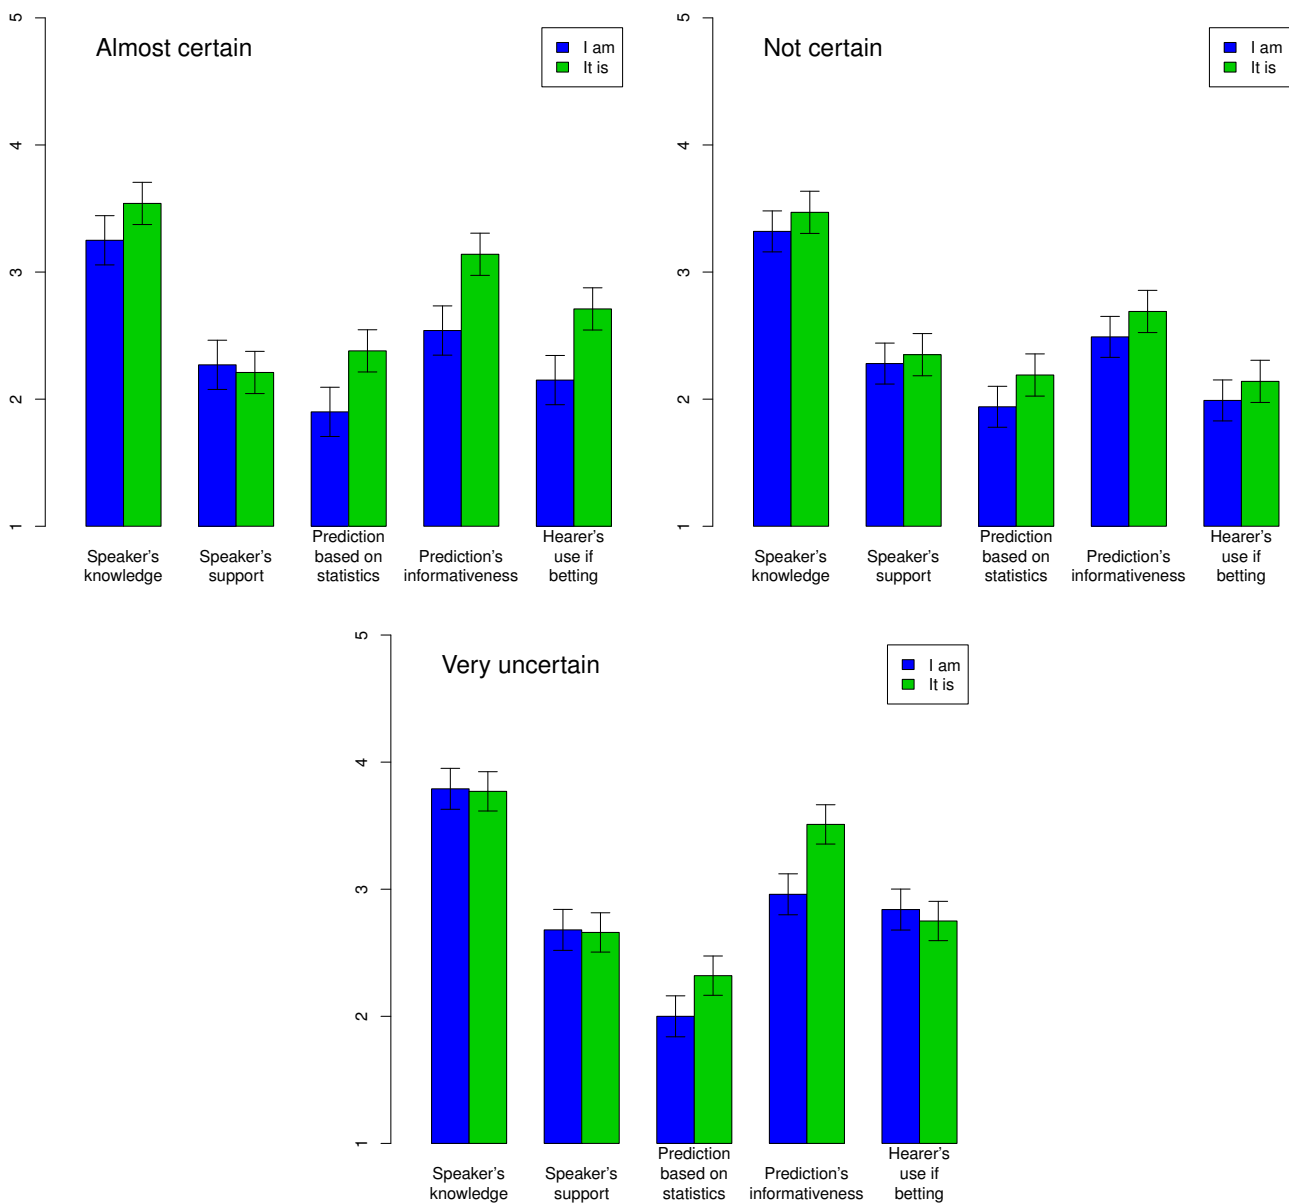 Almost certain
I am
It is
5
4
3
2
1
Speaker's
knowledge
Speaker's
support
Prediction
based on
statistics
Prediction's
informativeness
Hearer's
use if
betting
Not certain
I am
It is
5
4
3
2
1
Speaker's
knowledge
Speaker's
support
Prediction
based on
statistics
Prediction's
informativeness
Hearer's
use if
betting
Very uncertain
I am
It is
5
4
3
2
1
Speaker's
knowledge
Speaker's
support
Prediction
based on
statistics
Prediction's
informativeness
Hearer's
use if
betting